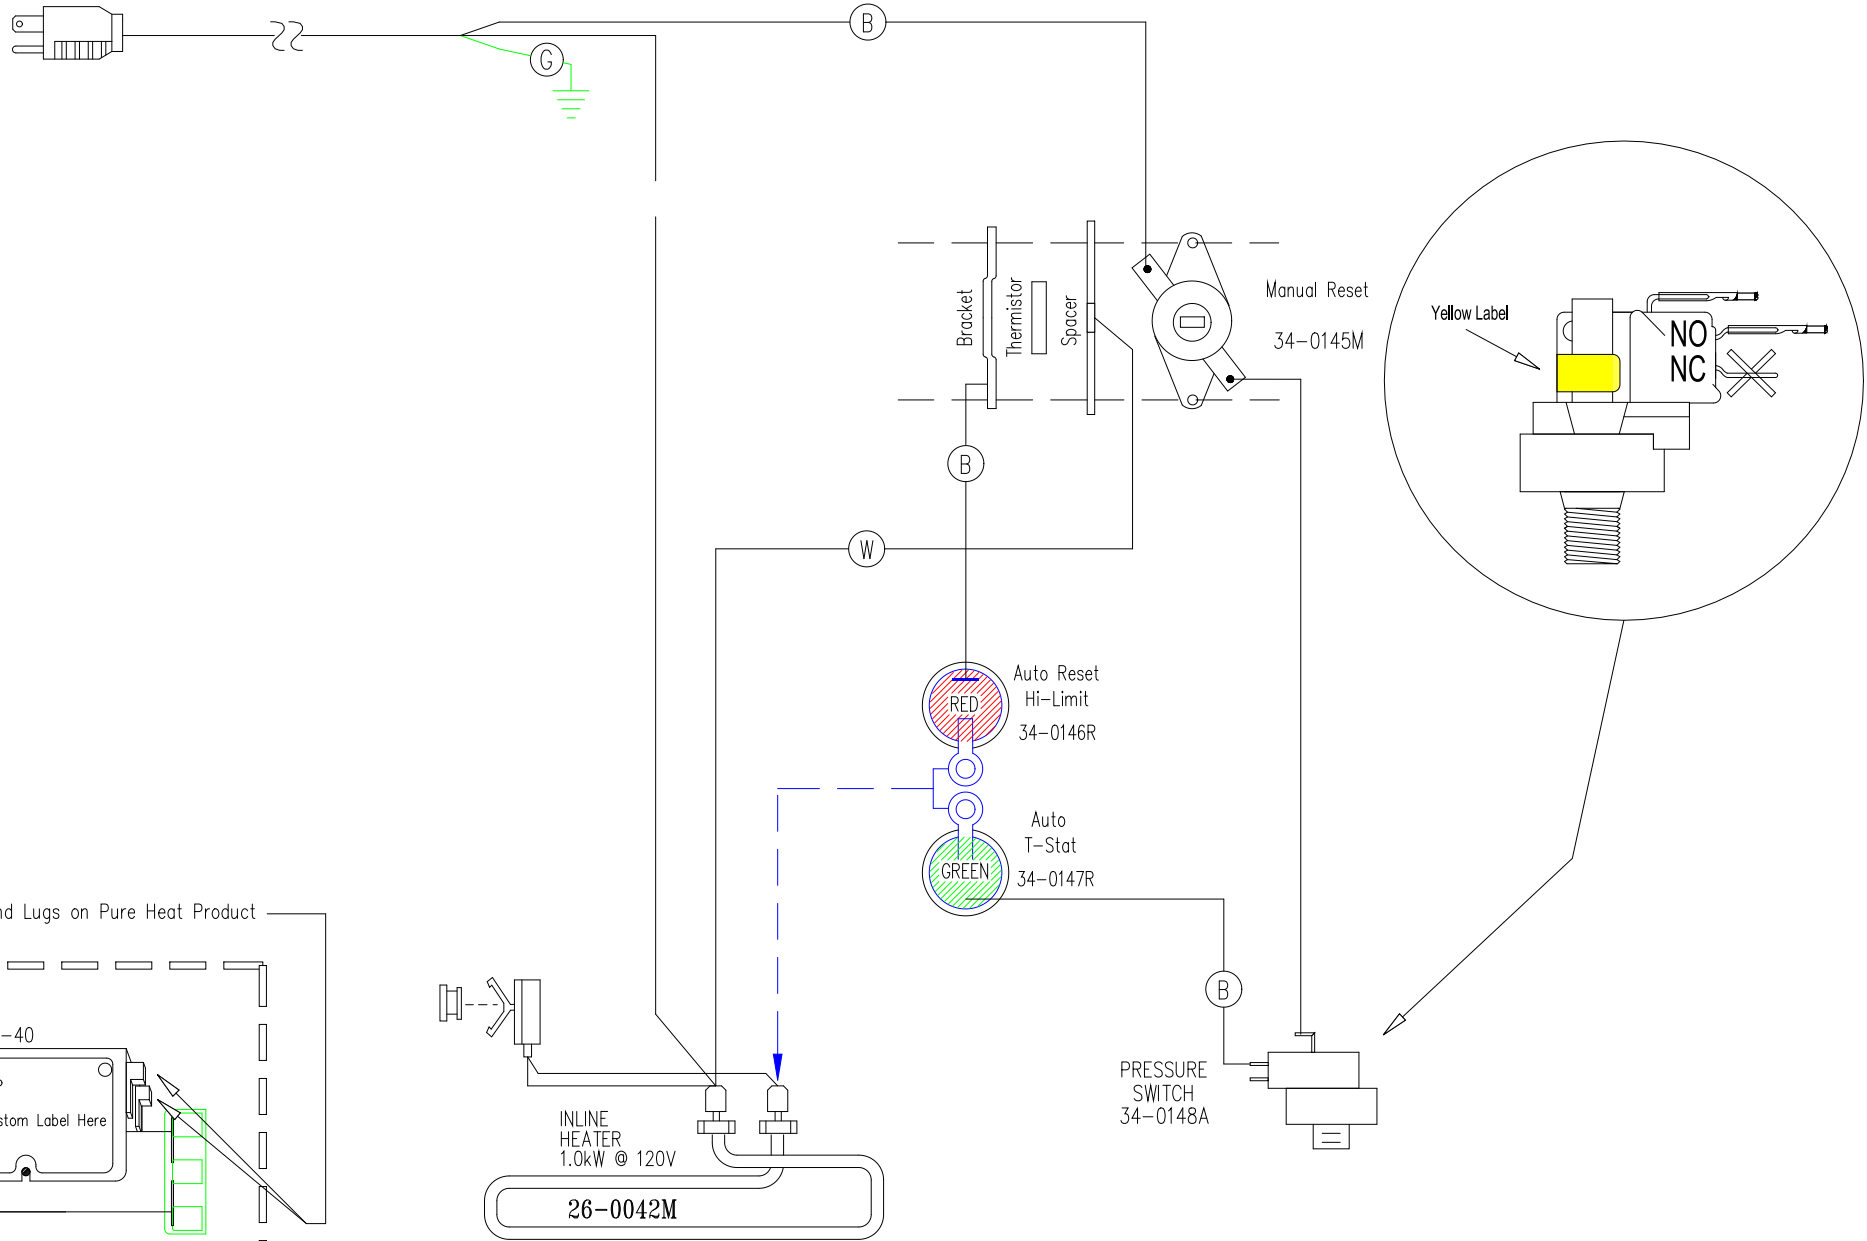 B
G
Bracket
Thermistor
Spacer
Manual Reset
34-0145M
Yellow Label
NO
NC
B
W
RED
Auto Reset
Hi-Limit
34-0146R
Auto
T-Stat
GREEN
34-0147R
nd Lugs on Pure Heat Product
B
-40
stom Label Here
PRESSURE
SWITCH
34-0148A
INLINE
HEATER
1.0kW @ 120V
26-0042M